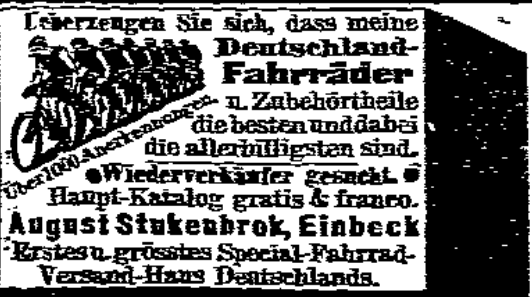 Ueberzeugen Sie sich, dass meine
Deutschland-
Fahrräder
u. Zubehörtheile
die besten und dabei
die allerbilligsten sind.
Über 1000 Anerkennungen
Wiederverkäufer gesucht.
Haupt-Katalog gratis & franco.
August Stukenbrok, Einbeck
Erstes u. grösstes Special-Fahrrad-
Versand-Haus Deutschlands.